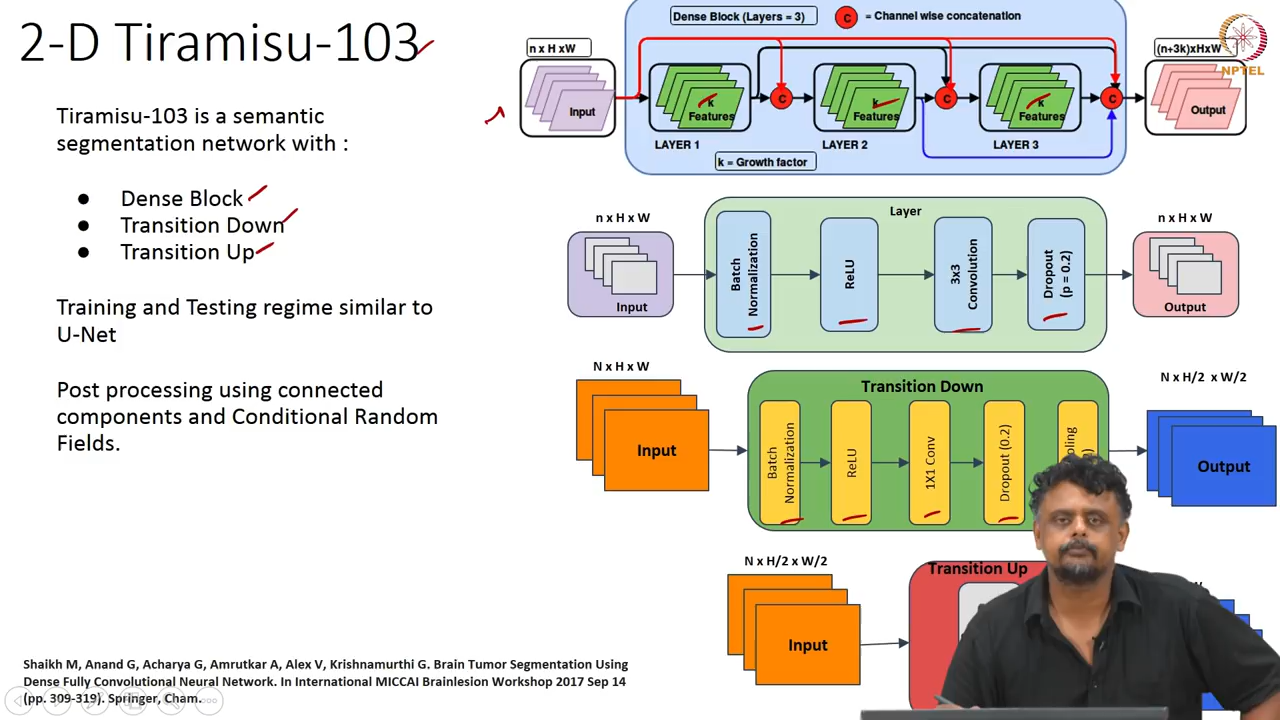 2-D Tiramisu-103
Tiramisu-103 is a semantic
segmentation network with :
● Dense Block
● Transition Down
● Transition Up
Training and Testing regime similar to
U-Net
Post processing using connected
components and Conditional Random
Fields.
Shaikh M, Anand G, Acharya G, Amrutkar A, Alex V, Krishnamurthi G. Brain Tumor Segmentation Using
Dense Fully Convolutional Neural Network. In International MICCAI Brainlesion Workshop 2017 Sep 14
(pp. 309-319). Springer, Cham.
Dense Block (Layers = 3)
C = Channel wise concatenation
NPTEL
n x H xW
(n+3k)xHxW
Input
k
Features
C
k
Features
C
k
Features
C
Output
LAYER 1
LAYER 2
LAYER 3
k = Growth factor
Layer
n x H x W
n x H x W
Input
Batch
Normalization
ReLU
3x3
Convolution
Dropout
(p = 0.2)
Output
Transition Down
N x H x W
N x H/2 x W/2
Input
Batch
Normalization
ReLU
1X1 Conv
Dropout (0.2)
Output
Transition Up
N x H/2 x W/2
Input